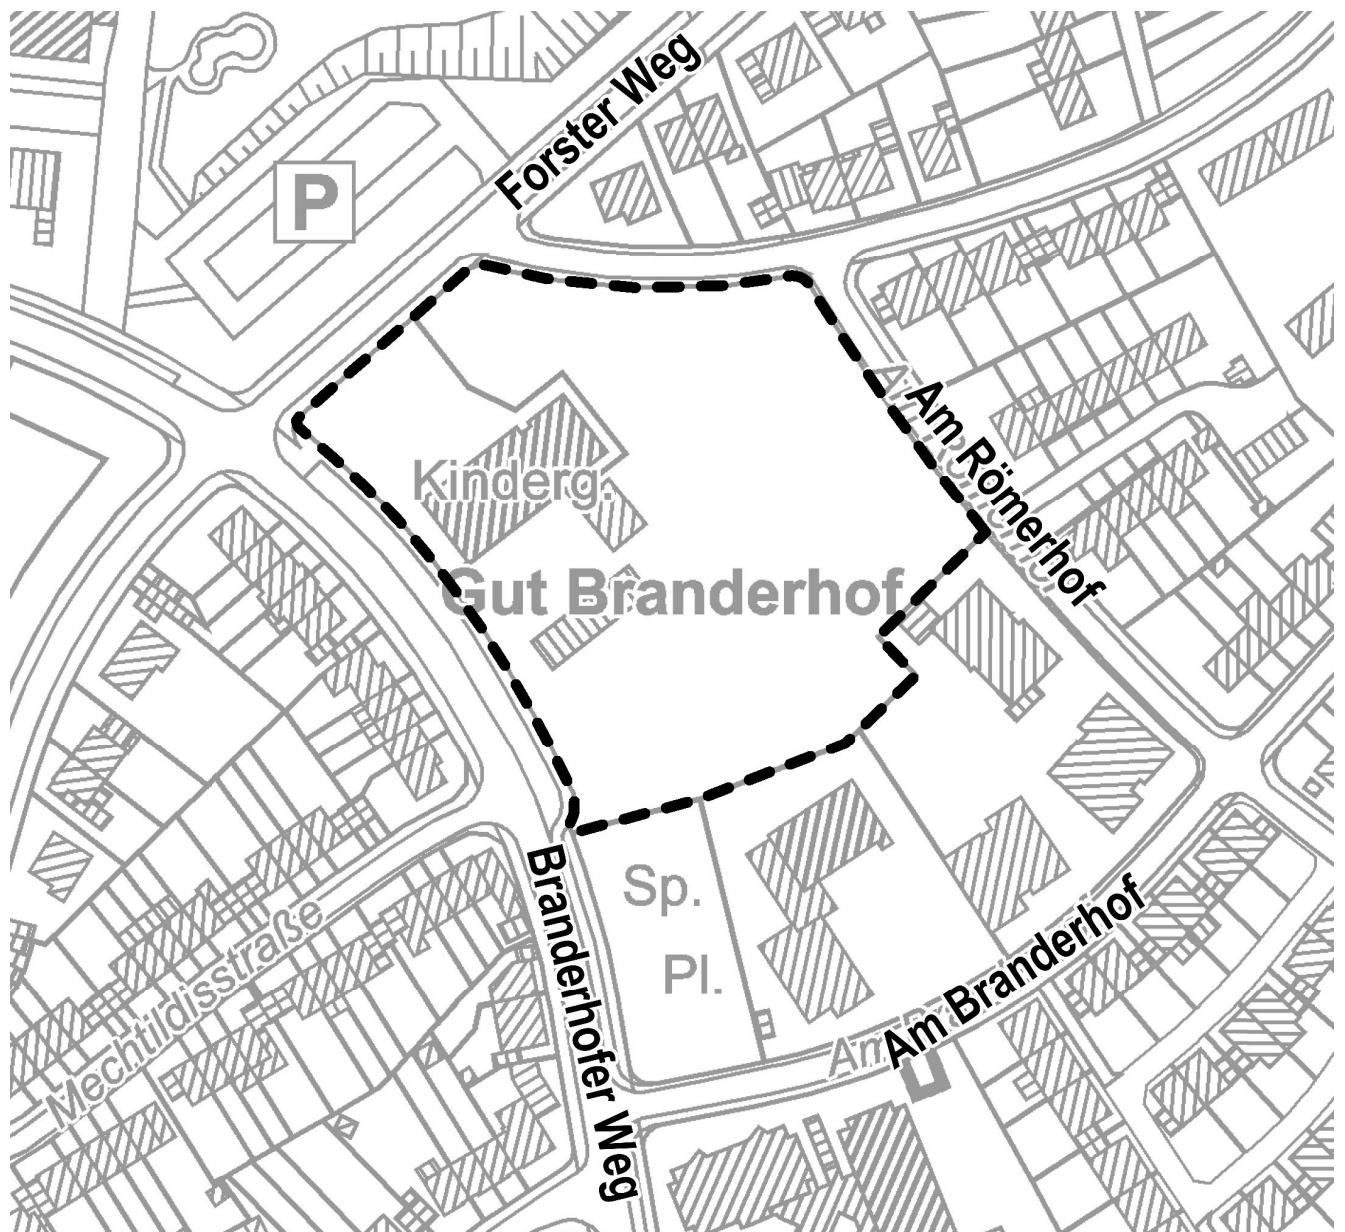 Forster Weg
P
Am Römerhof
Kinderg.
Gut Branderhof
Sp.
Pl.
Branderhofer Weg
Mechtildisstraße
Am Branderhof